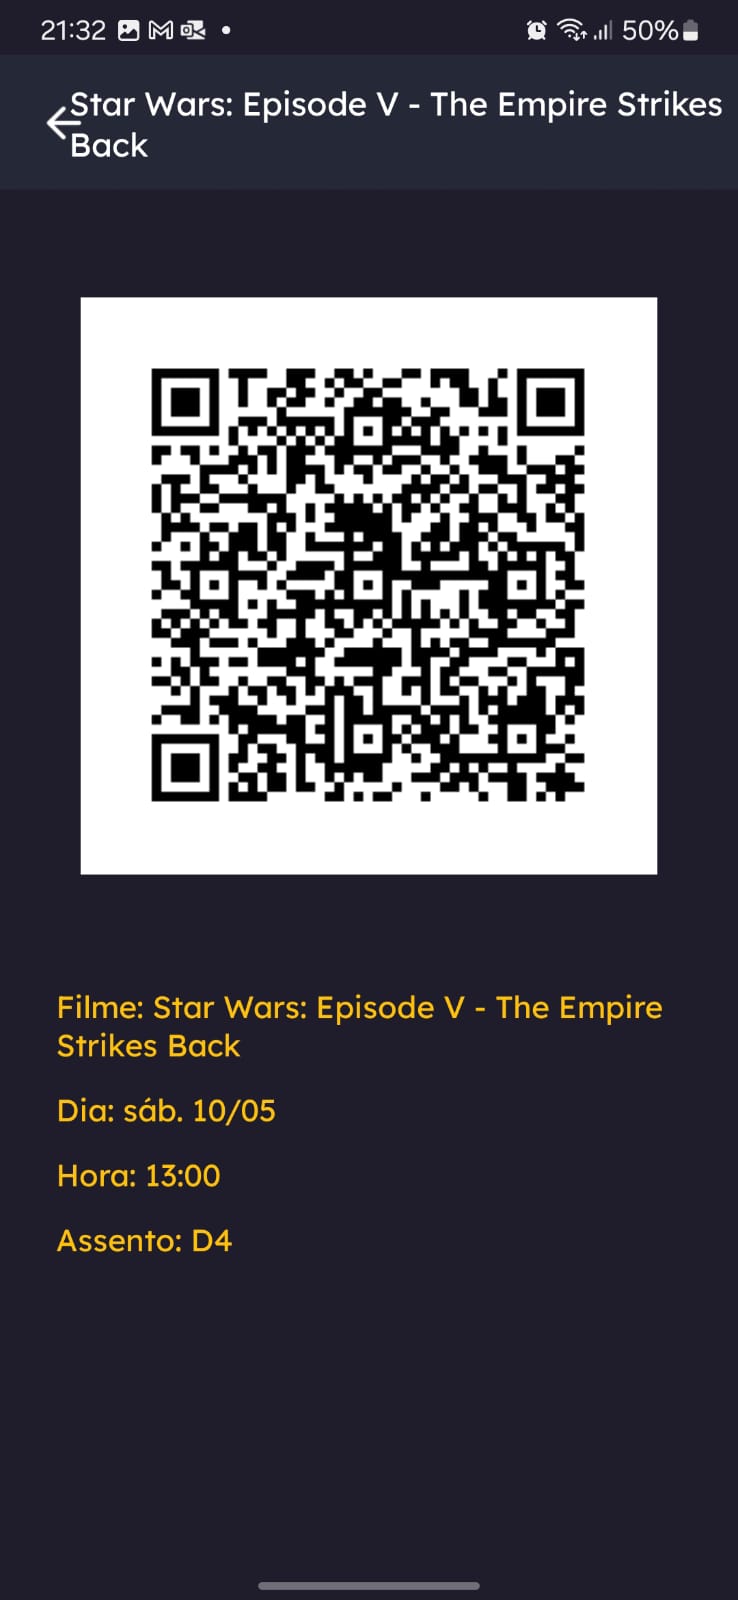 21:32 50%
Star Wars: Episode V - The Empire Strikes
Back
Filme: Star Wars: Episode V - The Empire
Strikes Back
Dia: sáb. 10/05
Hora: 13:00
Assento: D4